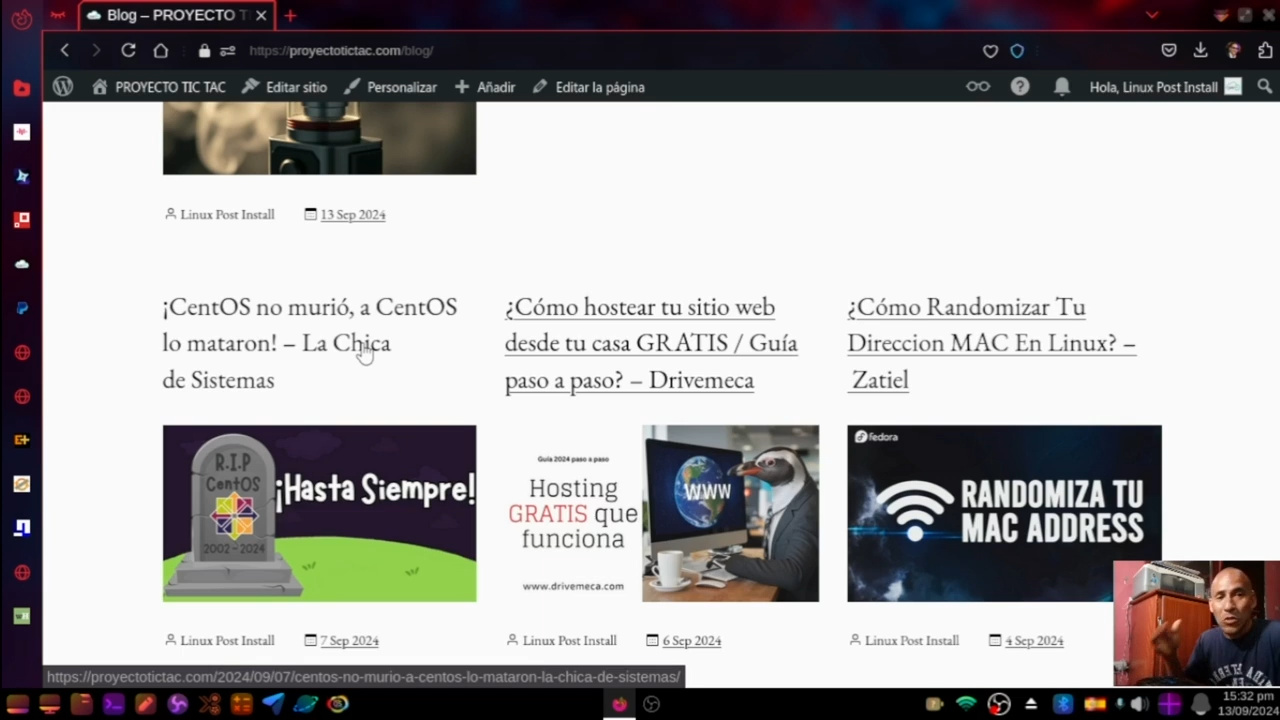 Blog – PROYECTO T
https://proyectotictac.com/blog/
PROYECTO TIC TAC
Editar sitio
Personalizar
Añadir
Editar la página
Hola, Linux Post Install
Linux Post Install
13 Sep 2024
¡CentOS no murió, a CentOS
lo mataron! – La Chica
de Sistemas
R.I.P
CentOS
2002-2024
¡Hasta Siempre!
Linux Post Install
7 Sep 2024
¿Cómo hostear tu sitio web
desde tu casa GRATIS / Guía
paso a paso? – Drivemeca
Guía 2024 paso a paso
Hosting
GRATIS que
funciona
www.drivemeca.com
WWW
Linux Post Install
6 Sep 2024
¿Cómo Randomizar Tu
Direccion MAC En Linux? –
Zatiel
fedora
RANDOMIZA TU
MAC ADDRESS
Linux Post Install
4 Sep 2024
https://proyectotictac.com/2024/09/07/centos-no-murio-a-centos-lo-mataron-la-chica-de-sistemas/
15:32 pm
13/09/2024